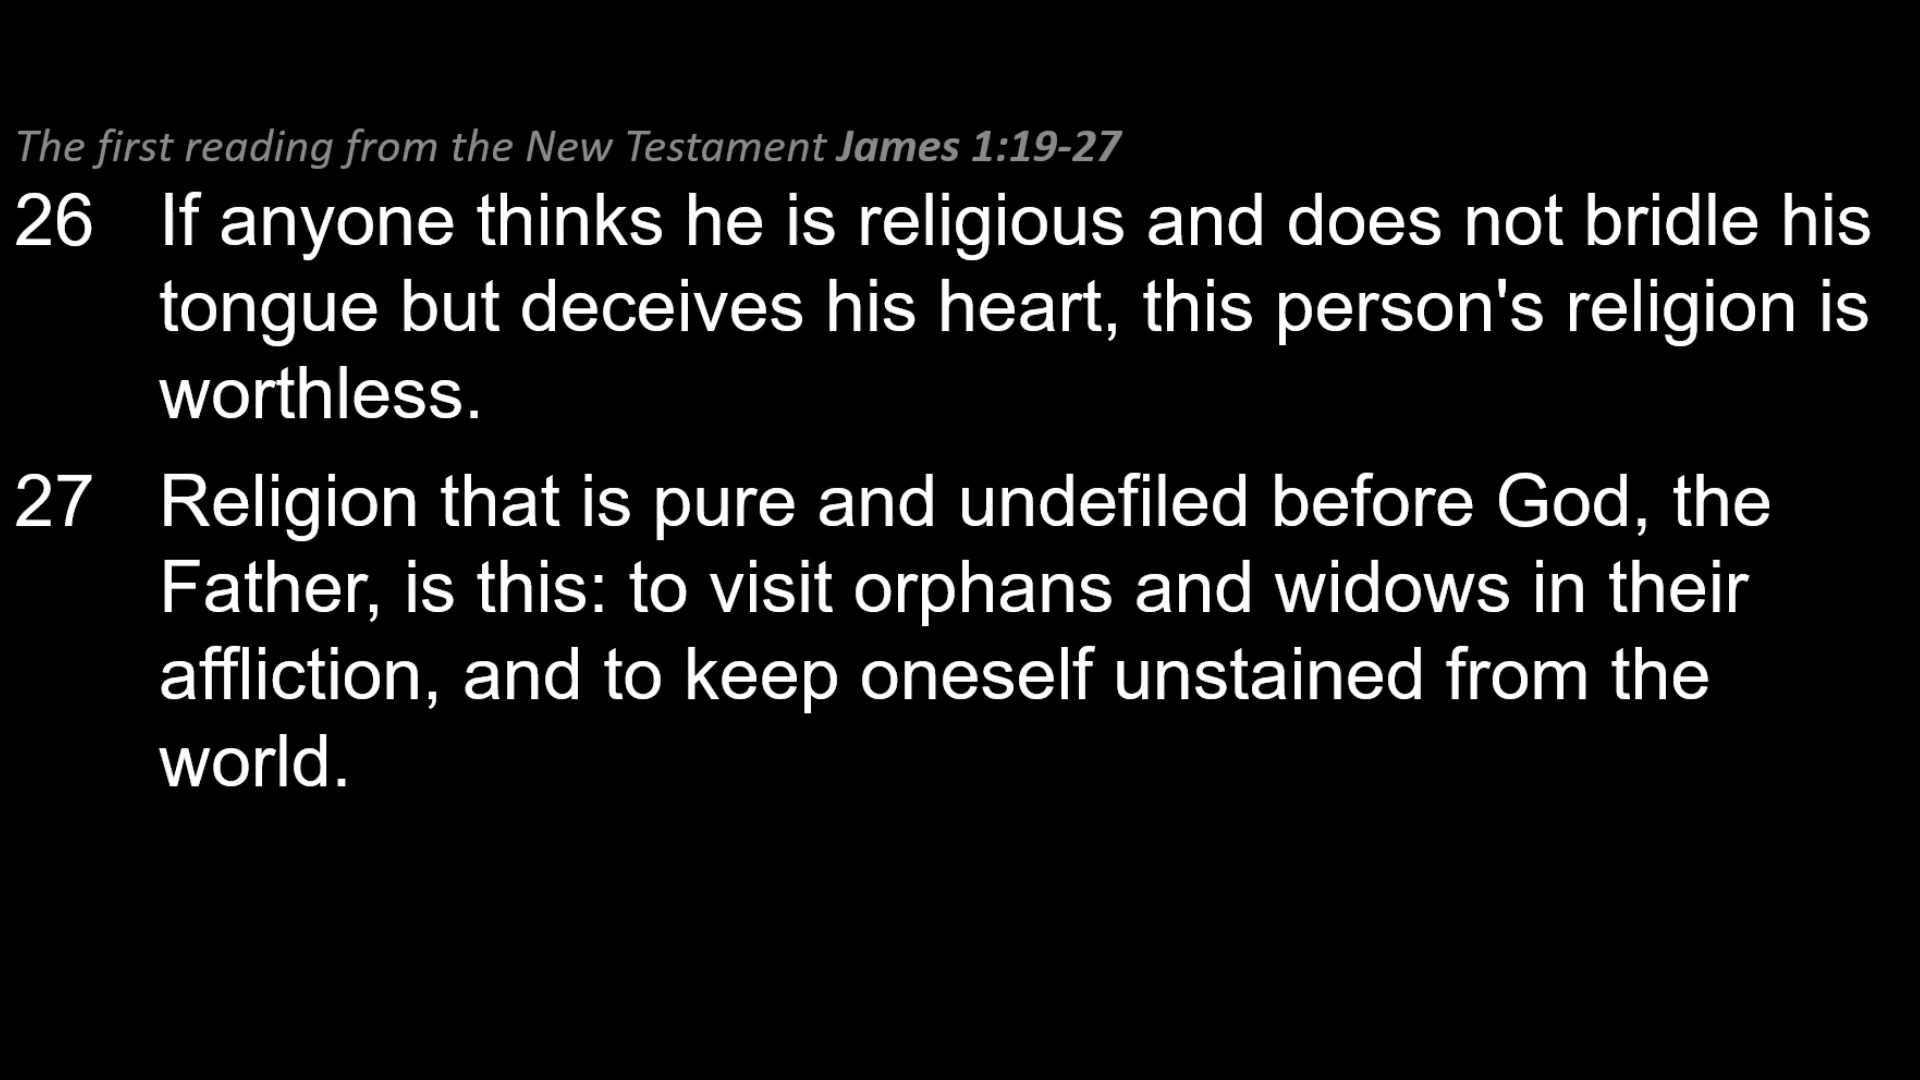 The first reading from the New Testament James 1:19-27
26 If anyone thinks he is religious and does not bridle his
tongue but deceives his heart, this person's religion is
worthless.
27 Religion that is pure and undefiled before God, the
Father, is this: to visit orphans and widows in their
affliction, and to keep oneself unstained from the
world.